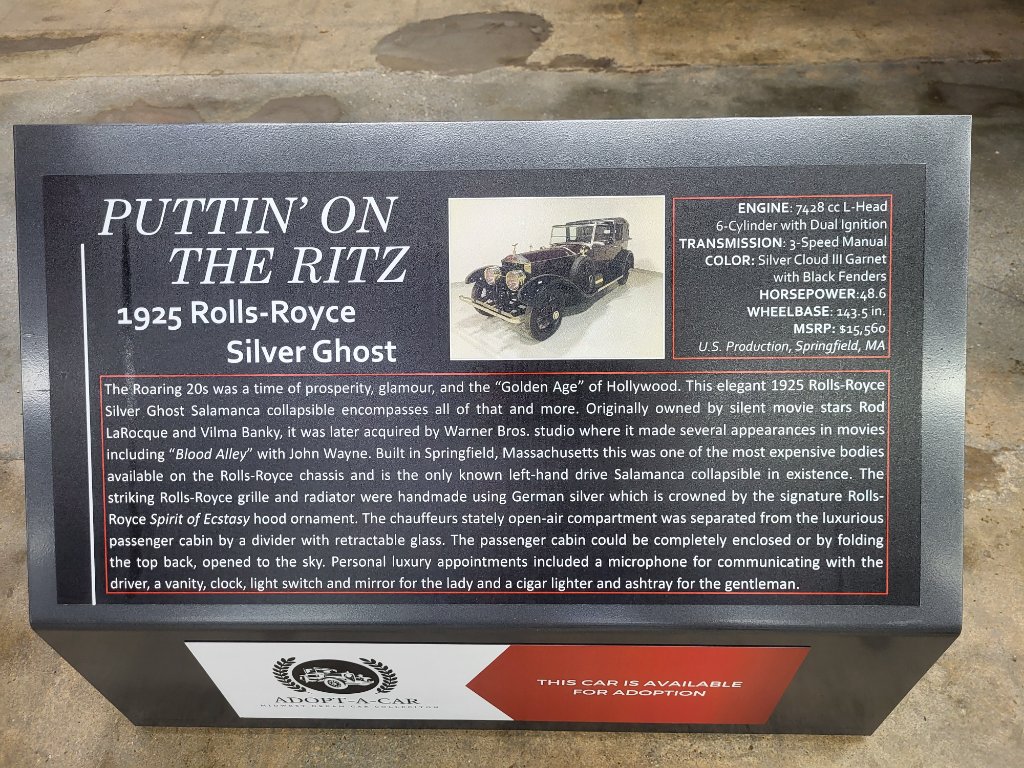 PUTTIN' ON
THE RITZ
1925 Rolls-Royce
Silver Ghost
ENGINE: 7428 cc L-Head
6-Cylinder with Dual Ignition
TRANSMISSION: 3-Speed Manual
COLOR: Silver Cloud III Garnet
with Black Fenders
HORSEPOWER:48.6
WHEELBASE: 143.5 in.
MSRP: $15,560
U.S. Production, Springfield, MA
The Roaring 20s was a time of prosperity, glamour, and the “Golden Age” of Hollywood. This elegant 1925 Rolls-Royce
Silver Ghost Salamanca collapsible encompasses all of that and more. Originally owned by silent movie stars Rod
LaRocque and Vilma Banky, it was later acquired by Warner Bros. studio where it made several appearances in movies
including “Blood Alley” with John Wayne. Built in Springfield, Massachusetts this was one of the most expensive bodies
available on the Rolls-Royce chassis and is the only known left-hand drive Salamanca collapsible in existence. The
striking Rolls-Royce grille and radiator were handmade using German silver which is crowned by the signature Rolls-
Royce Spirit of Ecstasy hood ornament. The chauffeurs stately open-air compartment was separated from the luxurious
passenger cabin by a divider with retractable glass. The passenger cabin could be completely enclosed or by folding
the top back, opened to the sky. Personal luxury appointments included a microphone for communicating with the
driver, a vanity, clock, light switch and mirror for the lady and a cigar lighter and ashtray for the gentleman.
ADOPT-A-CAR
MIDWEST DREAM CAR COLLECTION
THIS CAR IS AVAILABLE
FOR ADOPTION